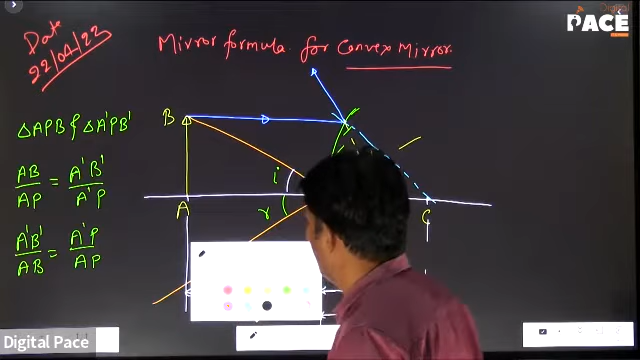 Date
22/04/23
Mirror formula for Convex Mirror.
Digital
PACE
ΔAPB & ΔA'PB'
AB/AP = A'B'/A'P
A'B'/AB = A'P/AP
B
i
r
A
C
Digital Pace